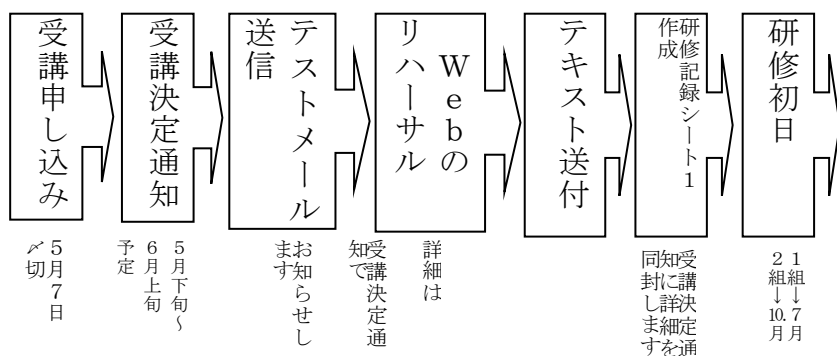 受講申し込み
受講決定通知
テストメール
送信
Webの
リハーサル
テキスト送付
研修記録シート1
作成
研修初日
5月7日
〆切
5月下旬～
6月上旬
予定
詳細は
受講決定通
知で
お知らせし
ます
受講決定通
知に詳細を
同封します
1組→7月
2組→10月